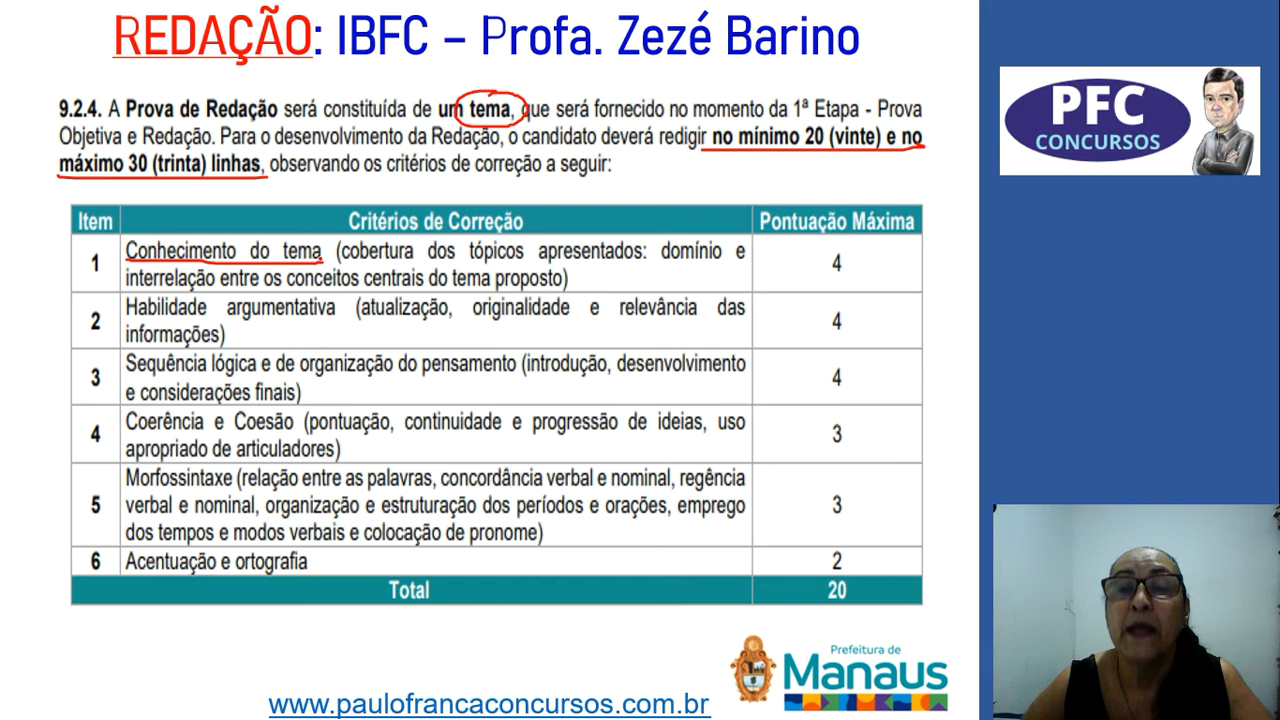 REDAÇÃO: IBFC – Profa. Zezé Barino
9.2.4. A Prova de Redação será constituída de um tema, que será fornecido no momento da 1ª Etapa - Prova
Objetiva e Redação. Para o desenvolvimento da Redação, o candidato deverá redigir no mínimo 20 (vinte) e no
máximo 30 (trinta) linhas, observando os critérios de correção a seguir:
Item Critérios de Correção Pontuação Máxima
1 Conhecimento do tema (cobertura dos tópicos apresentados: domínio e
interrelação entre os conceitos centrais do tema proposto) 4
2 Habilidade argumentativa (atualização, originalidade e relevância das
informações) 4
3 Sequência lógica e de organização do pensamento (introdução, desenvolvimento
e considerações finais) 4
4 Coerência e Coesão (pontuação, continuidade e progressão de ideias, uso
apropriado de articuladores) 3
5 Morfossintaxe (relação entre as palavras, concordância verbal e nominal, regência
verbal e nominal, organização e estruturação dos períodos e orações, emprego
dos tempos e modos verbais e colocação de pronome) 3
6 Acentuação e ortografia 2
Total 20
www.paulofrancaconcursos.com.br
Prefeitura de
Manaus
PFC
CONCURSOS